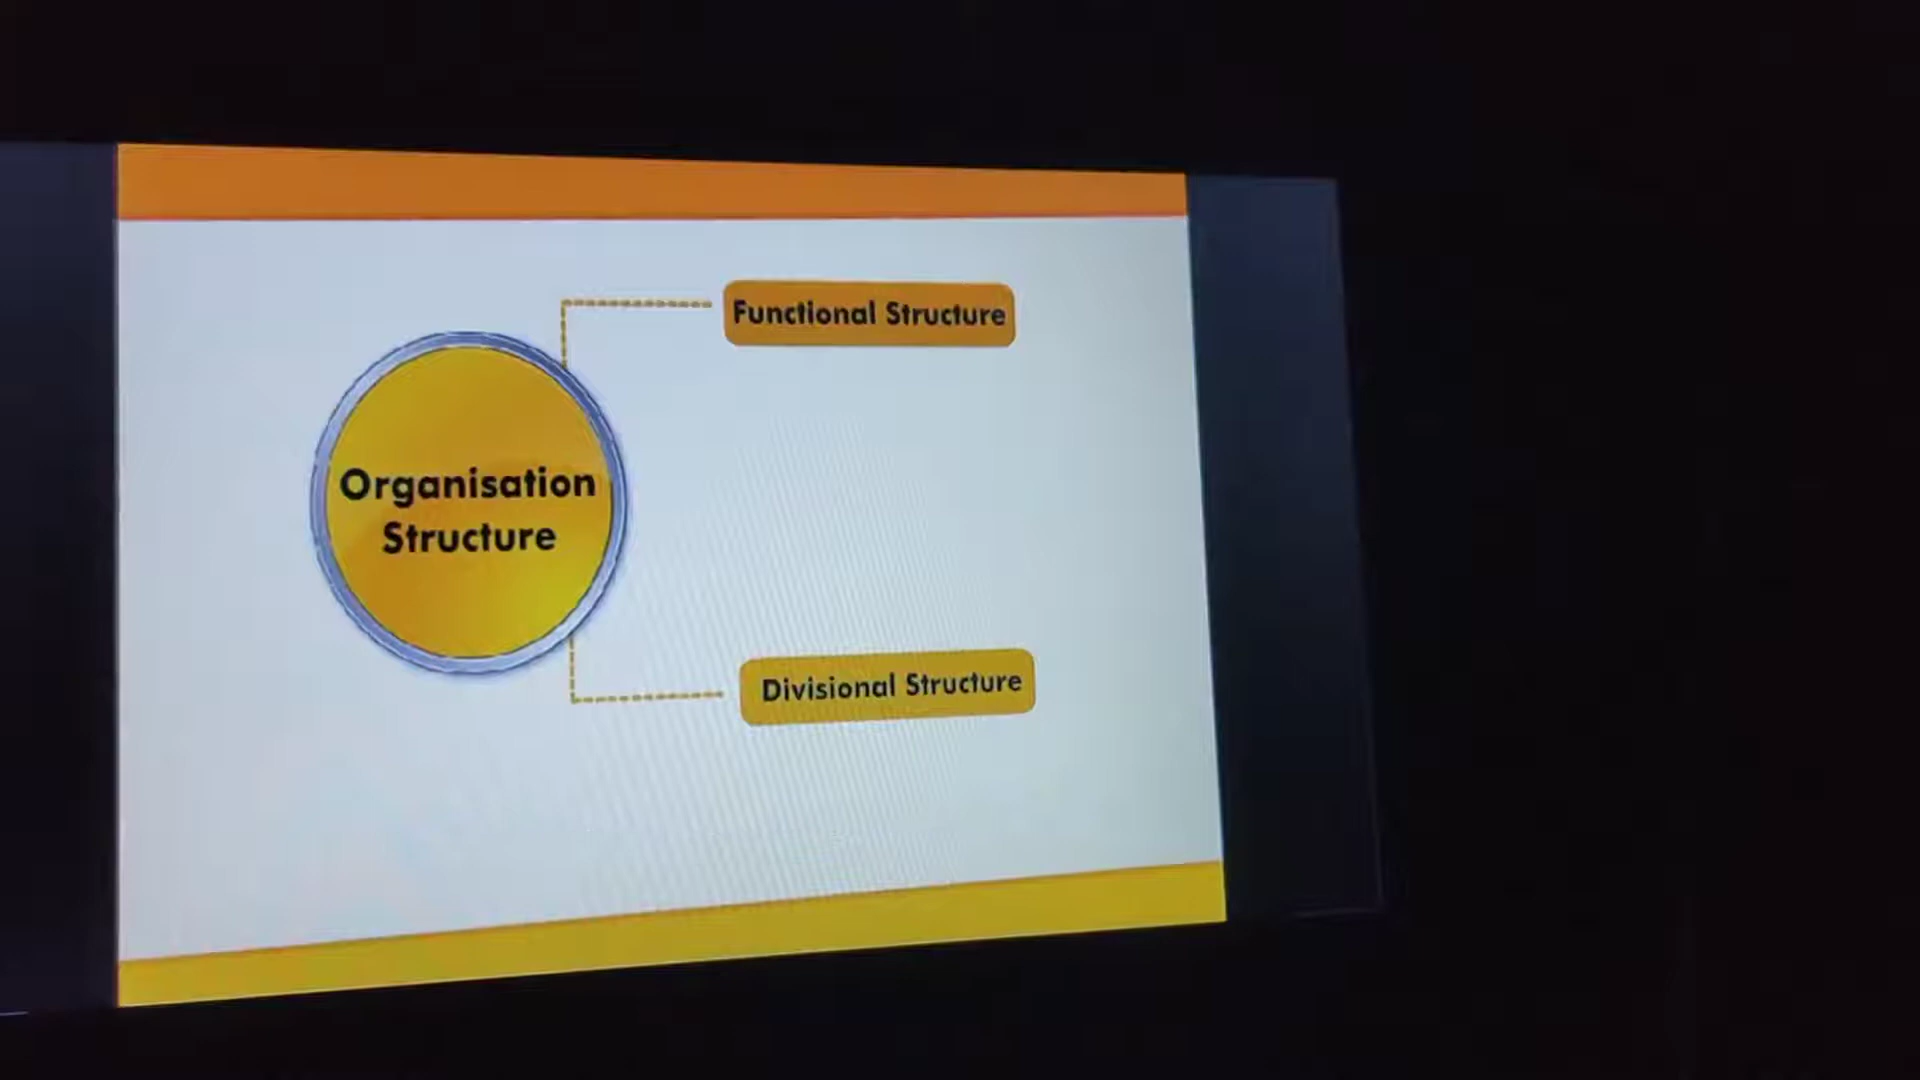 Functional Structure
Organisation
Structure
Divisional Structure